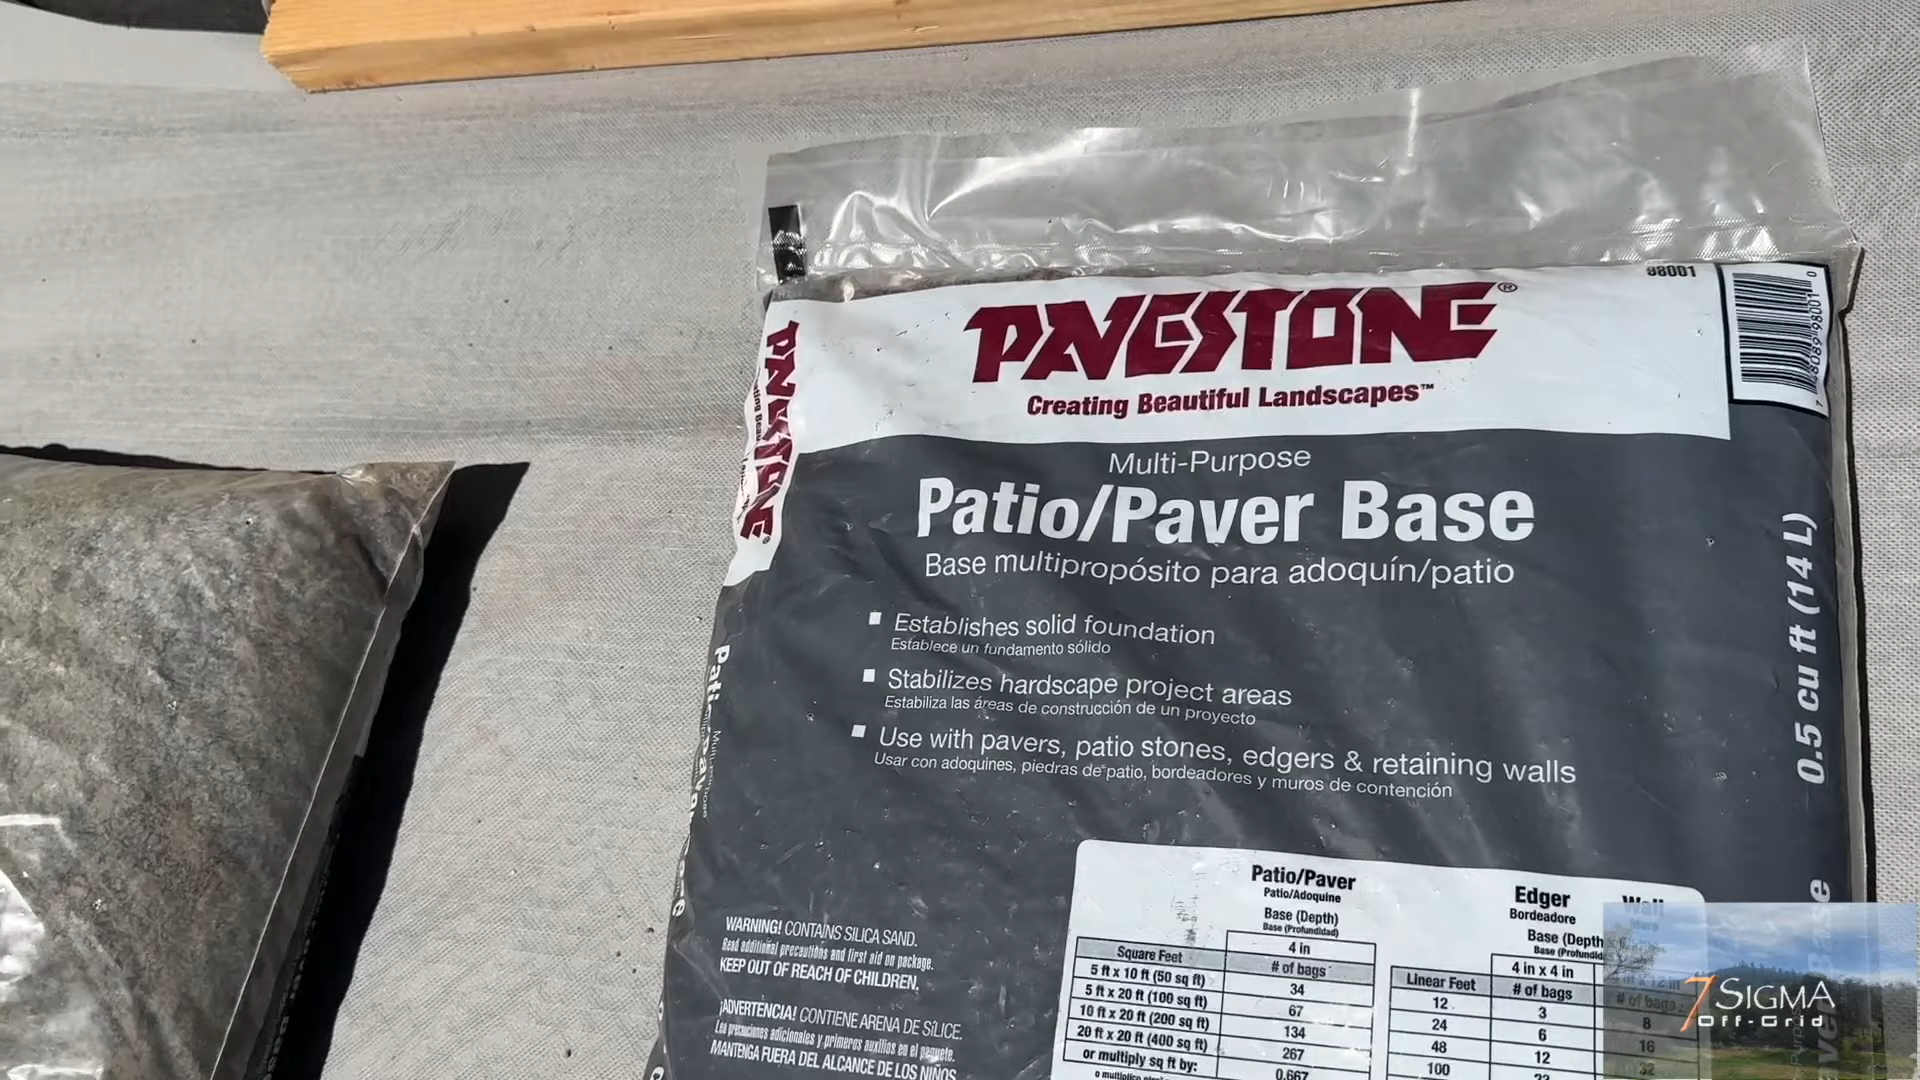 98001
PAVESTONE®
Creating Beautiful Landscapes™
PAVESTONE®
Multi-Purpose
Patio/Paver Base
Base multipropósito para adoquín/patio
Establishes solid foundation
Establece un fundamento sólido
Stabilizes hardscape project areas
Estabiliza las áreas de construcción de un proyecto
Use with pavers, patio stones, edgers & retaining walls
Usar con adoquines, piedras de patio, bordeadores y muros de contención
0.5 cu ft (14 L)
WARNING! CONTAINS SILICA SAND.
Read additional precautions and first aid on package.
KEEP OUT OF REACH OF CHILDREN.
¡ADVERTENCIA! CONTIENE ARENA DE SÍLICE.
Lea precauciones adicionales y primeros auxilios en el paquete.
MANTENGA FUERA DEL ALCANCE DE LOS NIÑOS
Patio/Paver
Patio/Adoquine
Base (Depth)
Base (Profundidad)
4 in
Square Feet # of bags
5 ft x 10 ft (50 sq ft) 34
5 ft x 20 ft (100 sq ft) 67
10 ft x 20 ft (200 sq ft) 134
20 ft x 20 ft (400 sq ft) 267
or multiply sq ft by: 0.667
Edger
Bordeadore
Base (Depth
Base (Profundid
4 in x 4 in
Linear Feet # of bags
12 3
24 6
48 12
100
Wall
Muro
# of bags
8
16
32
7SIGMA
Off-Grid